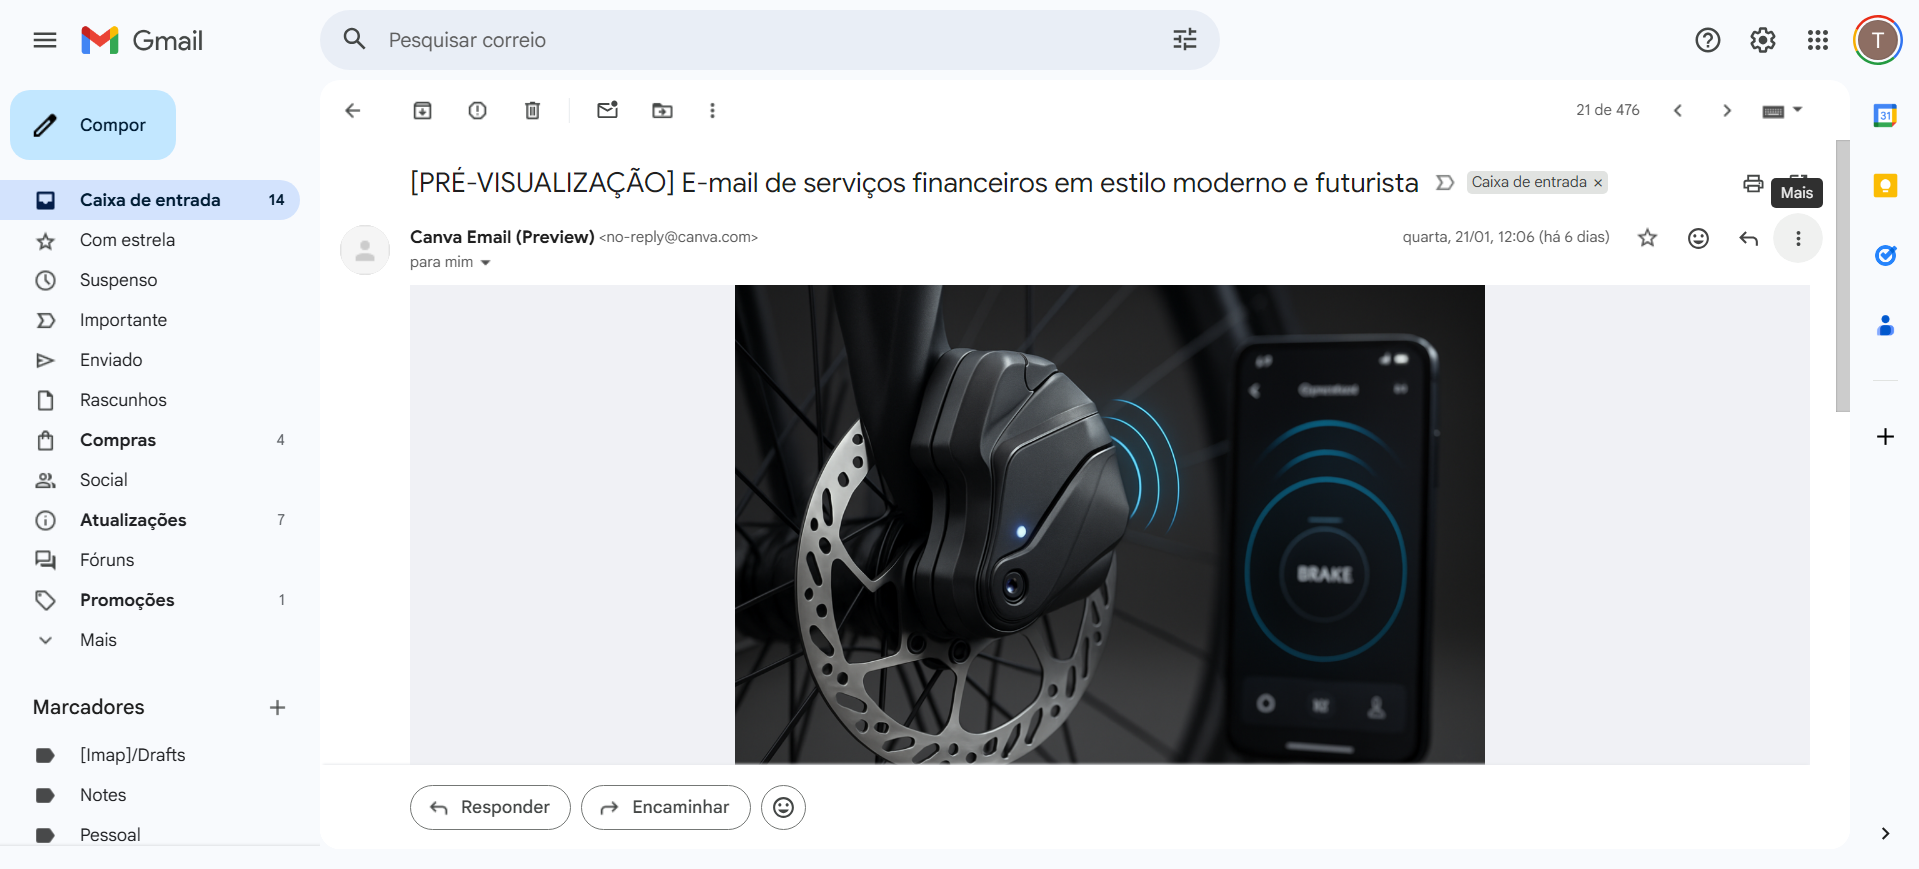 Gmail
Pesquisar correio
T
Compor
21 de 476
31
[PRÉ-VISUALIZAÇÃO] E-mail de serviços financeiros em estilo moderno e futurista
Caixa de entrada ×
Mais
Caixa de entrada 14
Canva Email (Preview) <no-reply@canva.com>
quarta, 21/01, 12:06 (há 6 dias)
para mim
Com estrela
Suspenso
Importante
Enviado
Rascunhos
Compras 4
Social
Atualizações 7
Fóruns
Promoções 1
Mais
BRAKE
Marcadores
[Imap]/Drafts
Notes
Pessoal
Responder
Encaminhar